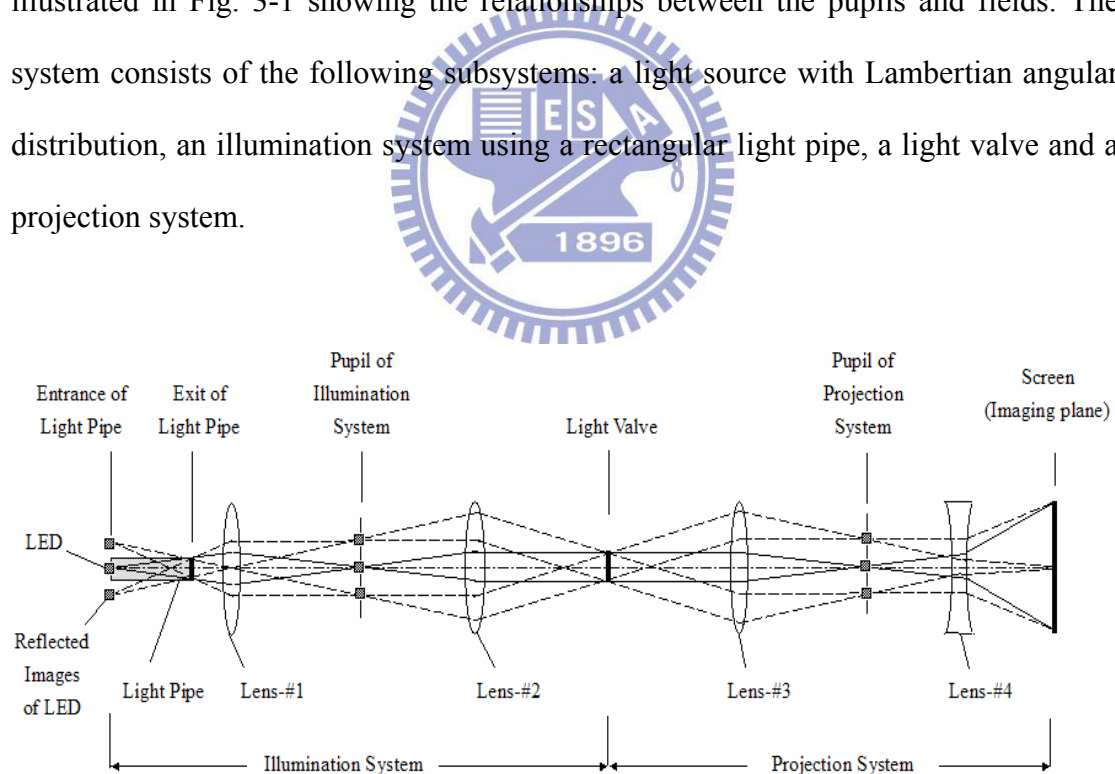 illustrated in Fig. 3-1 showing the relationships between the pupils and fields. The
system consists of the following subsystems: a light source with Lambertian angular
distribution, an illumination system using a rectangular light pipe, a light valve and a
projection system.
E S A
1896
Entrance of
Light Pipe
Exit of
Light Pipe
Pupil of
Illumination
System
Light Valve
Pupil of
Projection
System
Screen
(Imaging plane)
LED
Reflected
Images
of LED
Light Pipe
Lens-#1
Lens-#2
Lens-#3
Lens-#4
Illumination System
Projection System